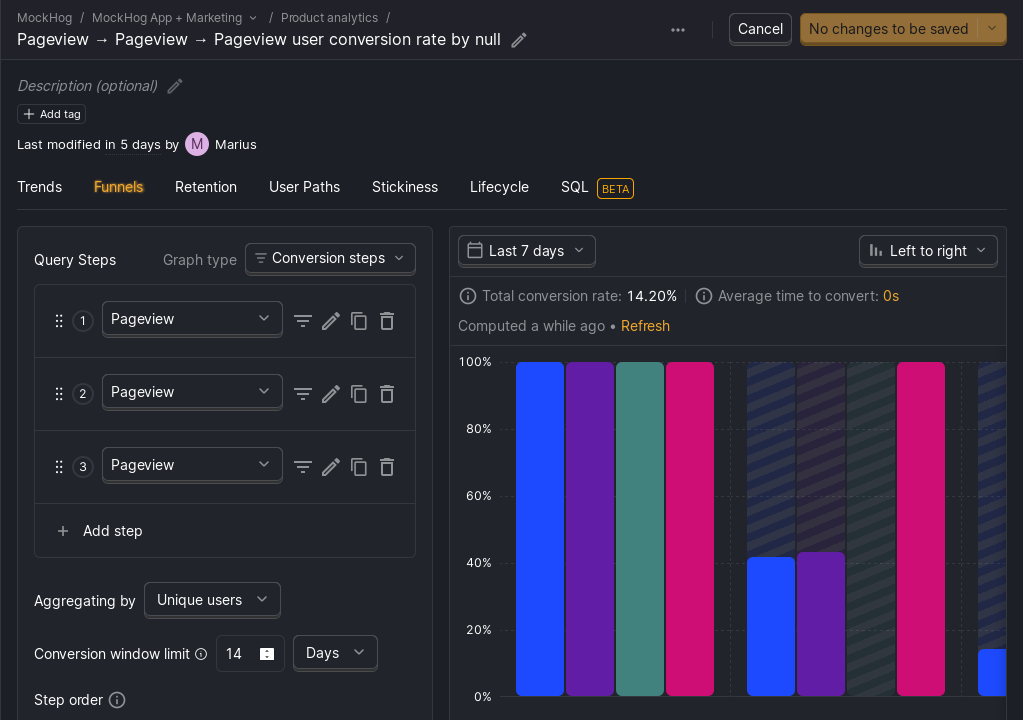 MockHog / MockHog App + Marketing / Product analytics /
Pageview → Pageview → Pageview user conversion rate by null
Cancel
No changes to be saved
Description (optional)
Add tag
Last modified in 5 days by M Marius
Trends Funnels Retention User Paths Stickiness Lifecycle SQL BETA
Query Steps
Graph type Conversion steps
1 Pageview
2 Pageview
3 Pageview
Add step
Aggregating by Unique users
Conversion window limit 14 Days
Step order
Last 7 days
Left to right
Total conversion rate: 14.20%
Average time to convert: 0s
Computed a while ago • Refresh
100%
80%
60%
40%
20%
0%